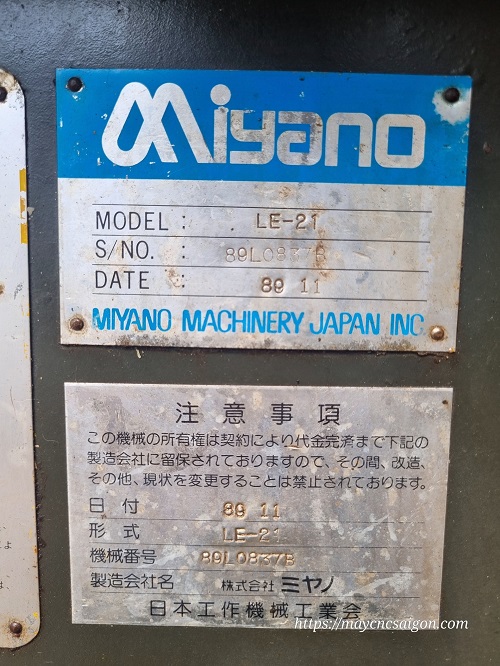 Miyano
MODEL : LE-21
S/NO. : 89L0837B
DATE : 89 11
MIYANO MACHINERY JAPAN INC.
注意事項
この機械の所有権は契約により代金完済まで下記の
製造会社に留保されておりますので、その間、改造、
その他、現状を変更することは禁止されております。
日付 89 11
形式 LE-21
機械番号 89L0837B
製造会社名 株式会社 ミヤノ
日本工作機械工業会
https://maycncsaigon.com/